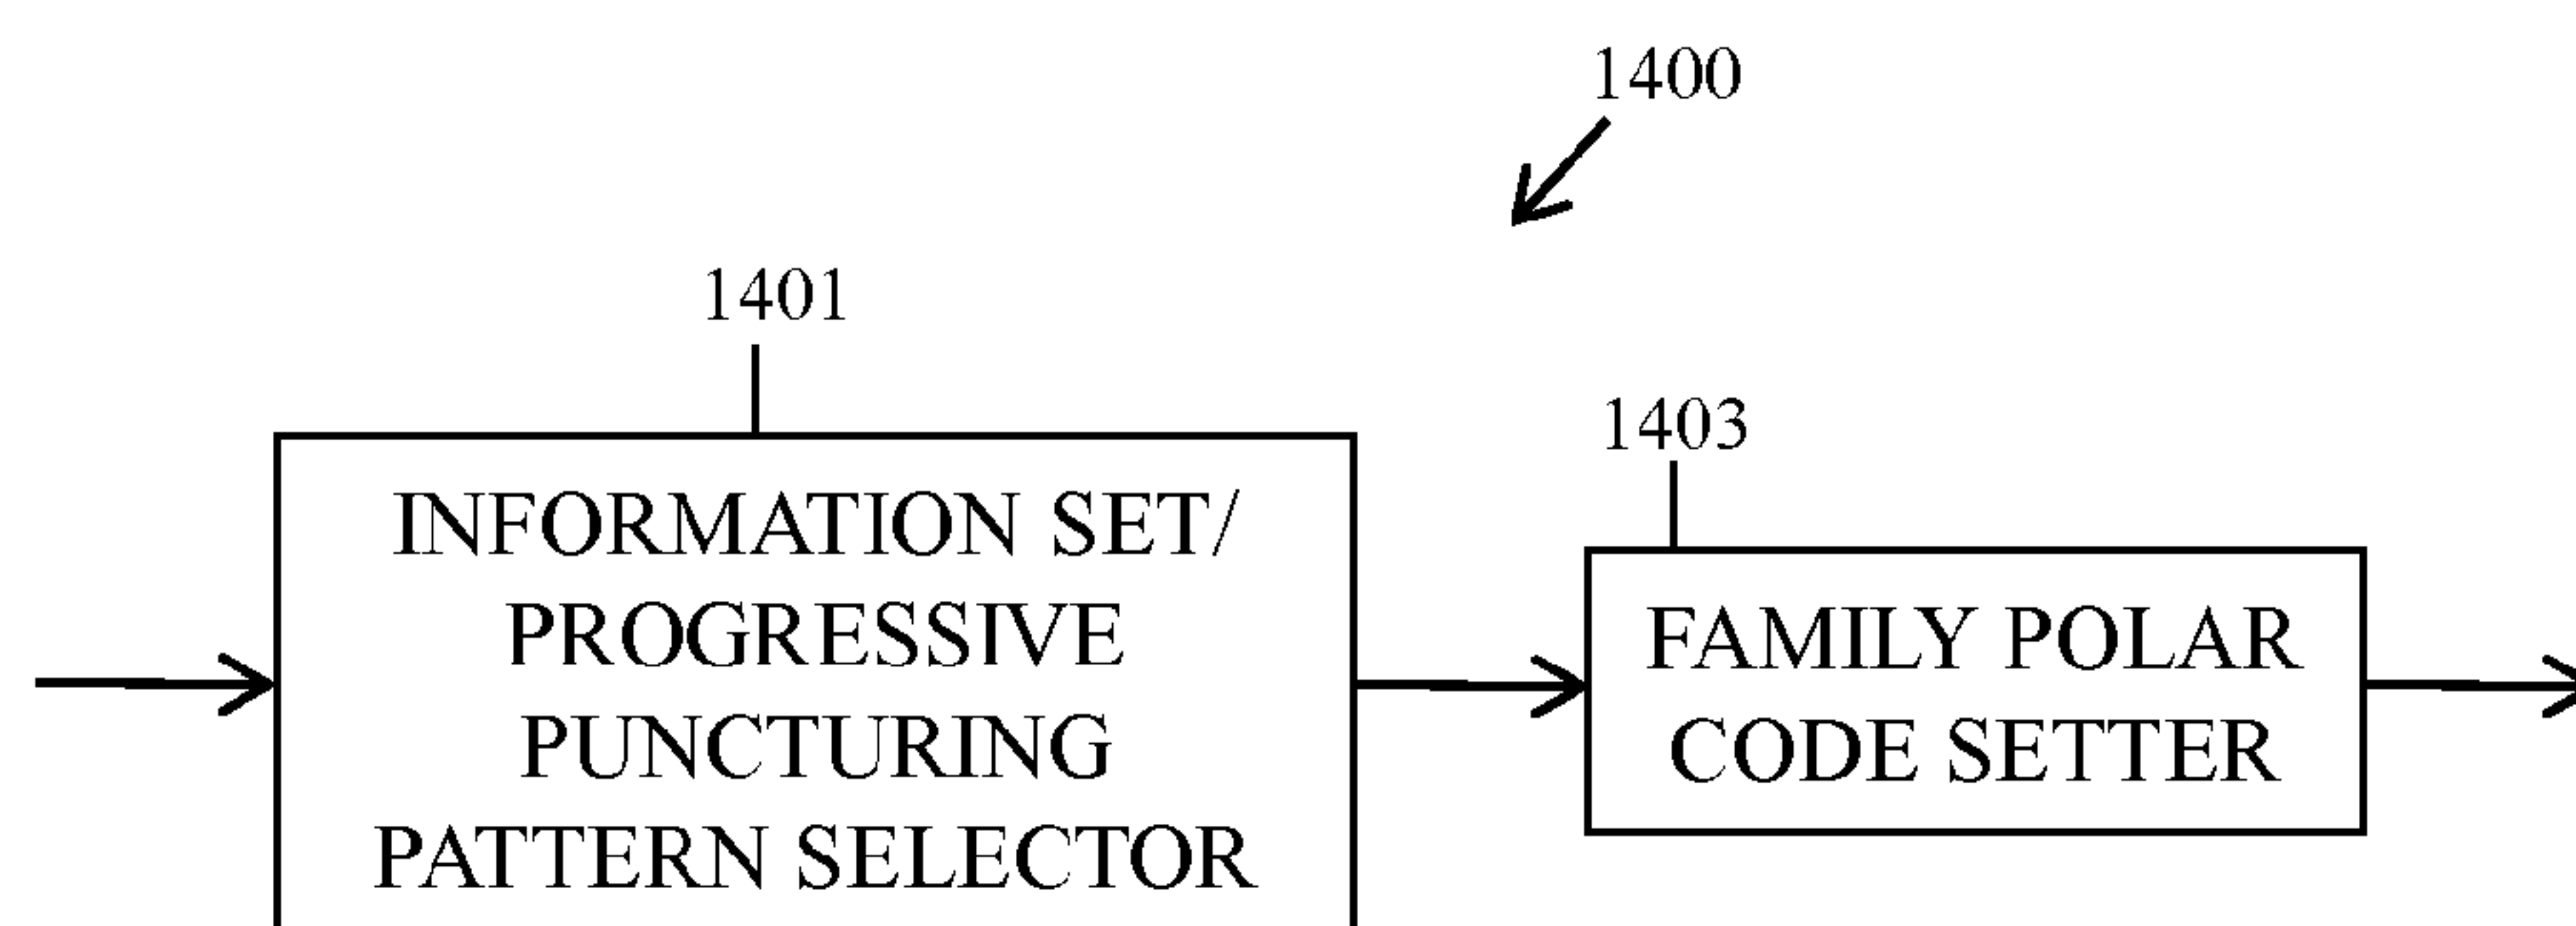 1400
1401
1403
INFORMATION SET/
PROGRESSIVE
PUNCTURING
PATTERN SELECTOR
FAMILY POLAR
CODE SETTER